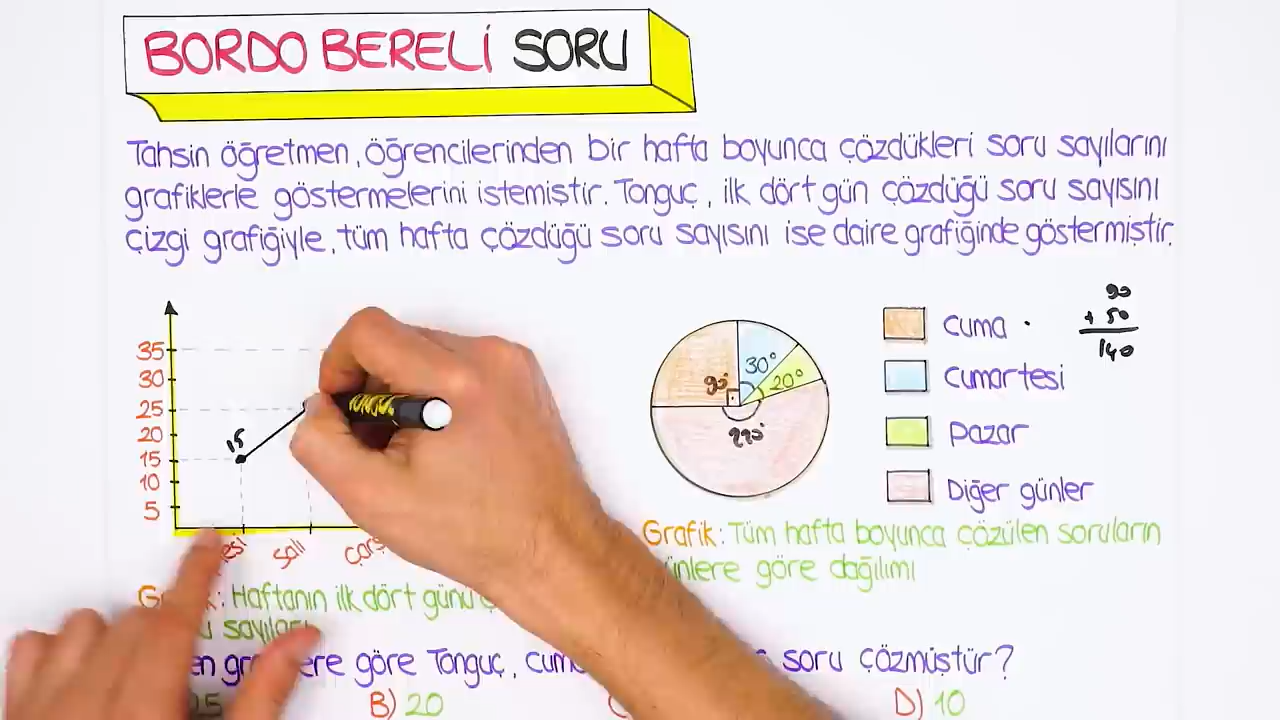 BORDO BERELİ SORU
Tahsin öğretmen, öğrencilerinden bir hafta boyunca çözdükleri soru sayılarını
grafiklerle göstermelerini istemiştir. Tonguç, ilk dört gün çözdüğü soru sayısını
çizgi grafiğiyle, tüm hafta çözdüğü soru sayısını ise daire grafiğinde göstermiştir.
35
30
25
20
15
10
5
15
salı
TONGUÇ
90°
30°
20°
220°
Cuma
Cumartesi
Pazar
Diğer günler
90
+ 50
140
Grafik: Tüm hafta boyunca çözülen soruların
günlere göre dağılımı
Haftanın ilk dört günü
göre Tonguç, soru çözmüştür?
B) 20
D) 10